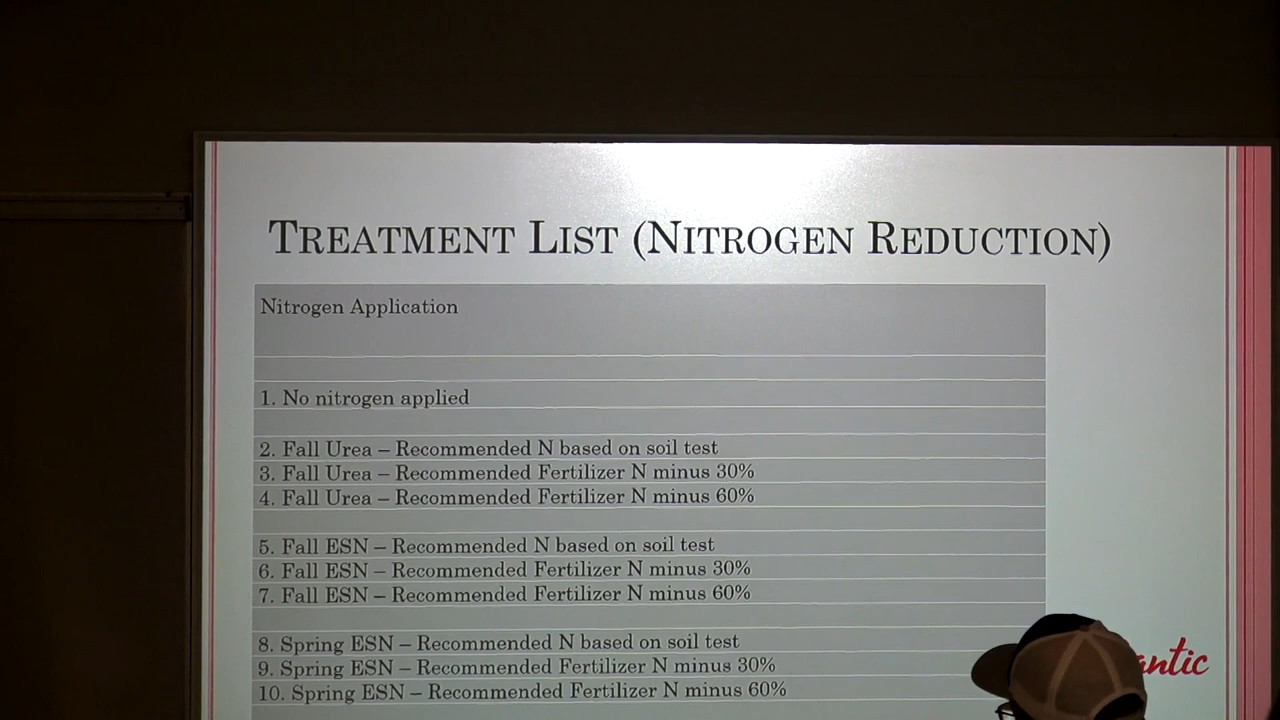 TREATMENT LIST (NITROGEN REDUCTION)
Nitrogen Application
1. No nitrogen applied
2. Fall Urea – Recommended N based on soil test
3. Fall Urea – Recommended Fertilizer N minus 30%
4. Fall Urea – Recommended Fertilizer N minus 60%
5. Fall ESN – Recommended N based on soil test
6. Fall ESN – Recommended Fertilizer N minus 30%
7. Fall ESN – Recommended Fertilizer N minus 60%
8. Spring ESN – Recommended N based on soil test
9. Spring ESN – Recommended Fertilizer N minus 30%
10. Spring ESN – Recommended Fertilizer N minus 60%